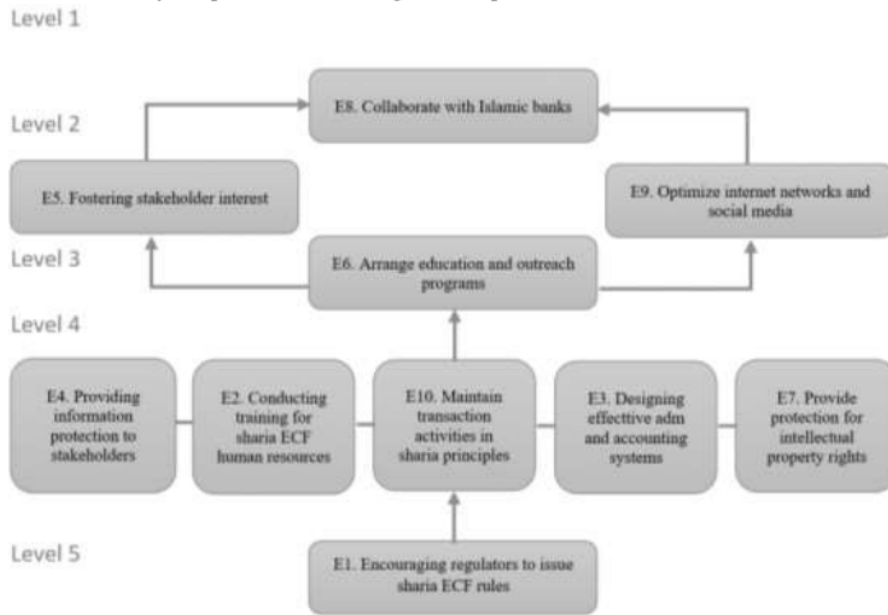 Level 1
E8. Collaborate with Islamic banks
Level 2
E5. Fostering stakeholder interest
E9. Optimize internet networks and
social media
Level 3
E6. Arrange education and outreach
programs
Level 4
E4. Providing
information
protection to
stakeholders
E2. Conducting
training for
sharia ECF
human resources
E10. Maintain
transaction
activities in
sharia principles
E3. Designing
effecttive adm
and accounting
systems
E7. Provide
protection for
intellectual
property rights
Level 5
E1. Encouraging regulators to issue
sharia ECF rules